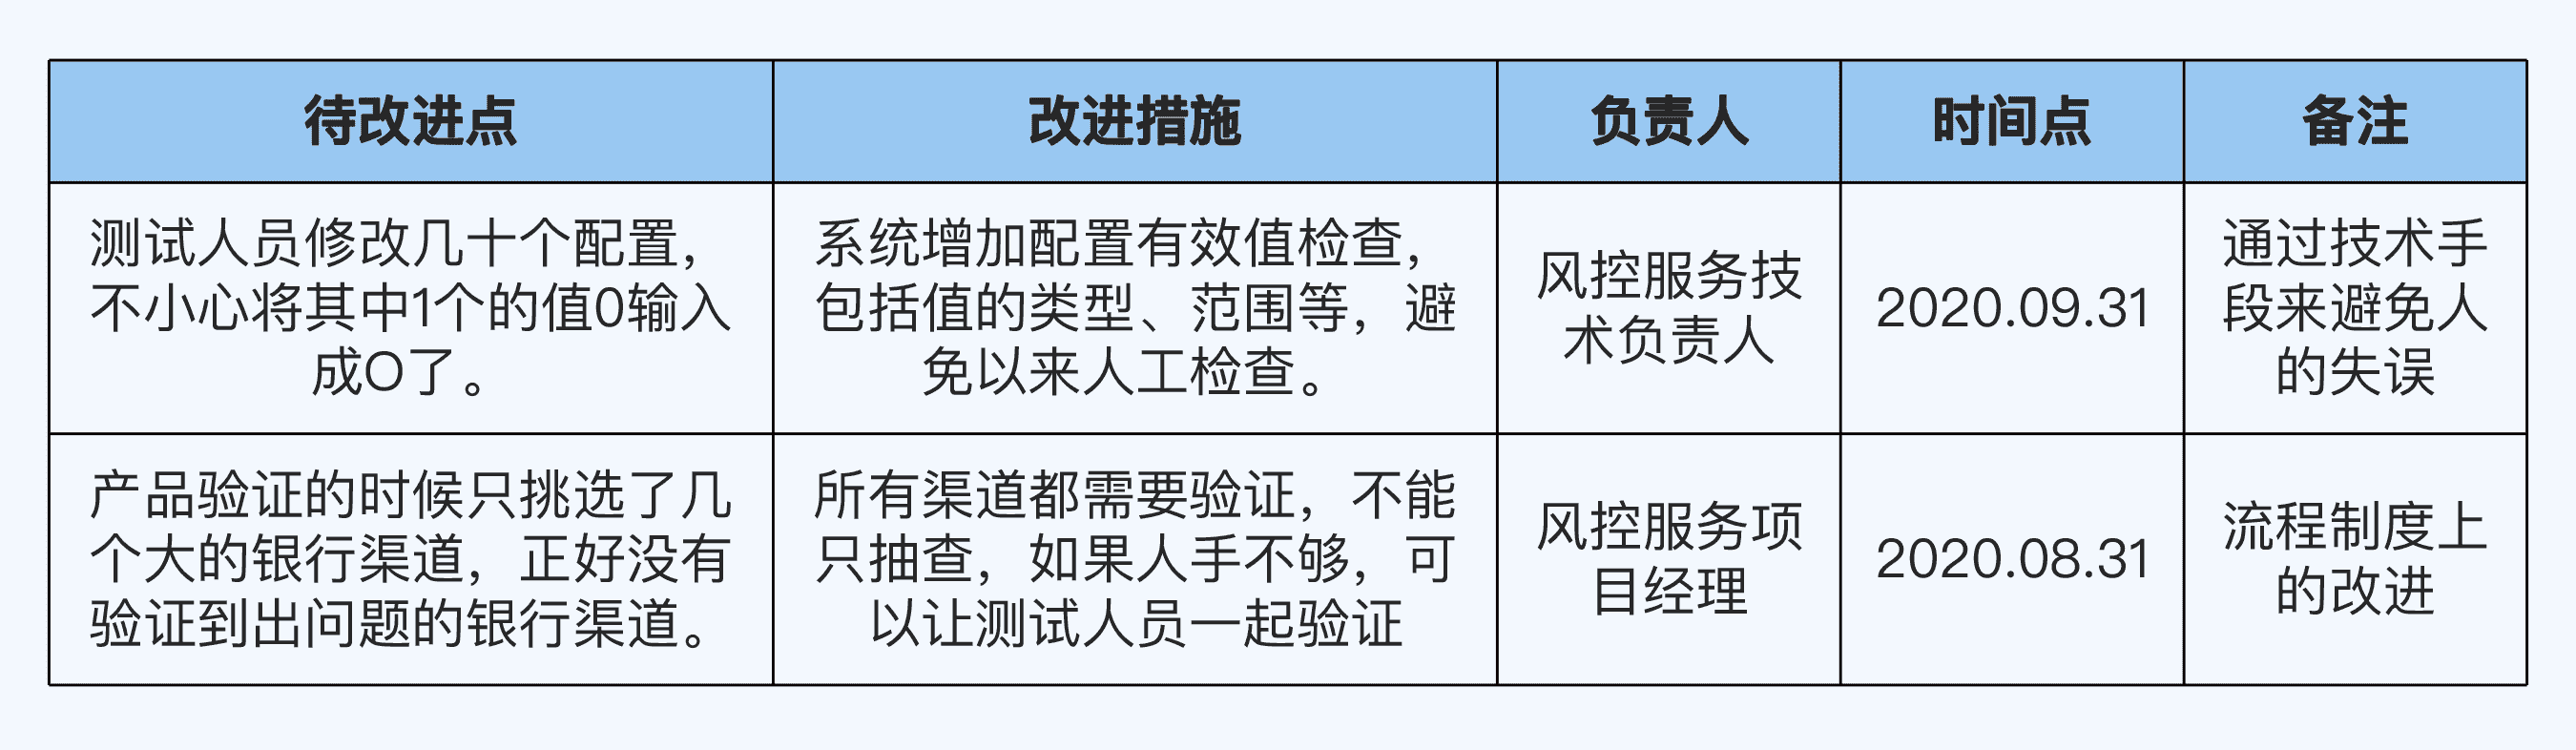 待改进点
改进措施
负责人
时间点
备注
测试人员修改几十个配置，
不小心将其中1个的值0输入
成O了。
系统增加配置有效值检查，
包括值的类型、范围等，避
免以来人工检查。
风控服务技
术负责人
2020.09.31
通过技术手
段来避免人
的失误
产品验证的时候只挑选了几
个大的银行渠道，正好没有
验证到出问题的银行渠道。
所有渠道都需要验证，不能
只抽查，如果人手不够，可
以让测试人员一起验证
风控服务项
目经理
2020.08.31
流程制度上
的改进